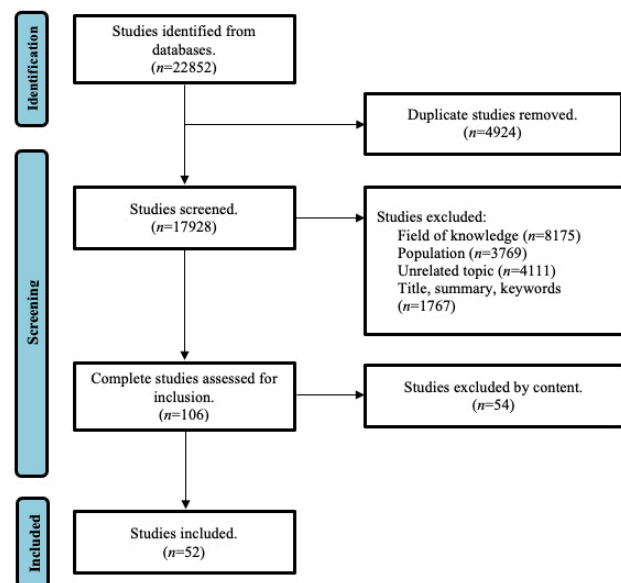 Identification
Studies identified from
databases.
(n=22852)
Duplicate studies removed.
(n=4924)
Screening
Studies screened.
(n=17928)
Studies excluded:
Field of knowledge (n=8175)
Population (n=3769)
Unrelated topic (n=4111)
Title, summary, keywords
(n=1767)
Complete studies assessed for
inclusion.
(n=106)
Studies excluded by content.
(n=54)
Included
Studies included.
(n=52)